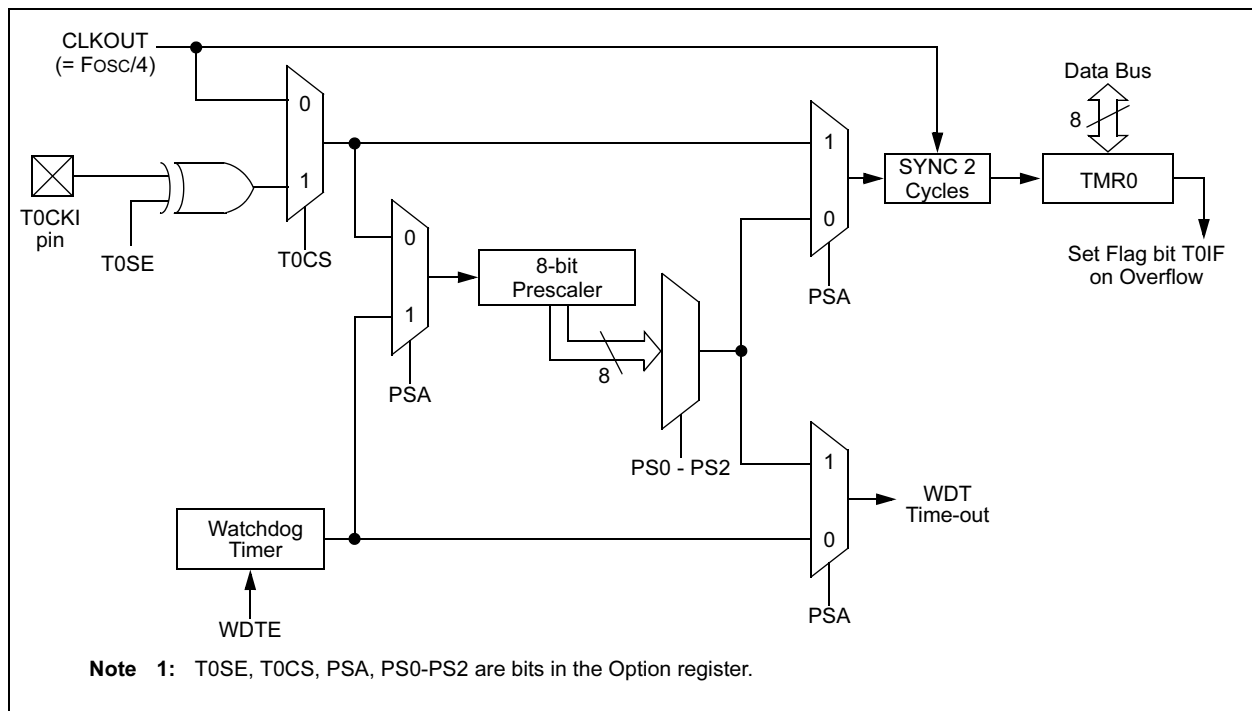 CLKOUT
(= FOSC/4)
Data Bus
8
0
1
1
0
SYNC 2
Cycles
TMR0
T0CKI
pin
T0SE
T0CS
0
1
8-bit
Prescaler
PSA
Set Flag bit T0IF
on Overflow
8
PSA
PS0 - PS2
1
0
WDT
Time-out
Watchdog
Timer
PSA
WDTE
Note 1: T0SE, T0CS, PSA, PS0-PS2 are bits in the Option register.